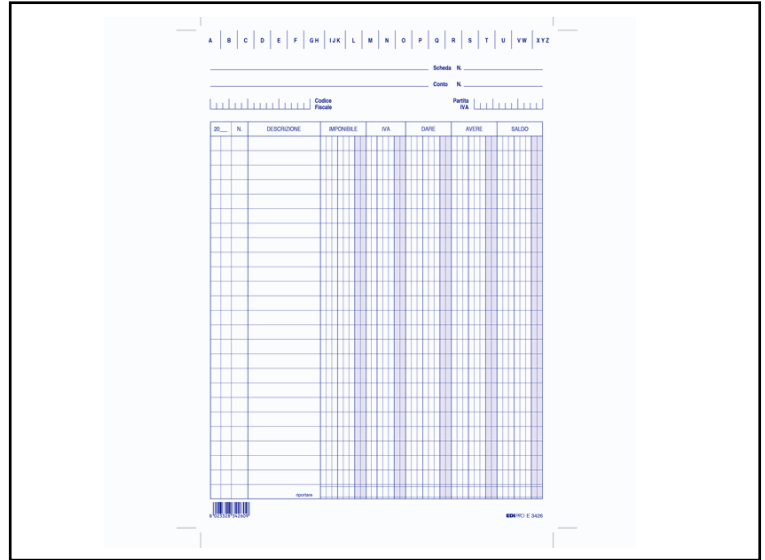 A B C D E F GH IJK L M N O P Q R S T U VW XYZ
Scheda N.
Conto N.
Codice Fiscale
Partita IVA
20__ N. DESCRIZIONE IMPONIBILE IVA DARE AVERE SALDO
riportare
EDIPRO E 3426